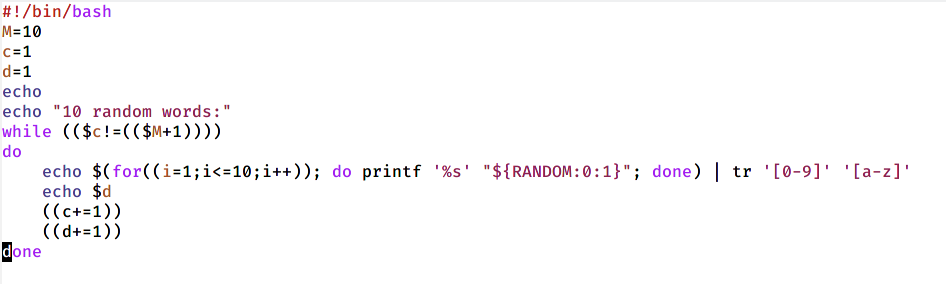 #!/bin/bash
M=10
c=1
d=1
echo
echo "10 random words:"
while (($c!=(($M+1))))
do
    echo $(for((i=1;i<=10;i++)); do printf '%s' "${RANDOM:0:1}"; done) | tr '[0-9]' '[a-z]'
    echo $d
    ((c+=1))
    ((d+=1))
done